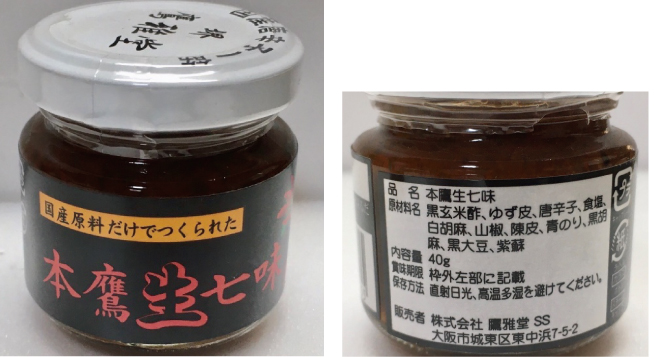 国産原料だけでつくられた
本鷹生七味
品 名 本鷹生七味
原材料名 黒玄米酢、ゆず皮、唐辛子、食塩、
白胡麻、山椒、陳皮、青のり、黒胡
麻、黒大豆、紫蘇
内容量 40g
賞味期限 枠外左部に記載
保存方法 直射日光、高温多湿を避けてください。
販売者 株式会社 鷹雅堂 SS
大阪市城東区東中浜7-5-2